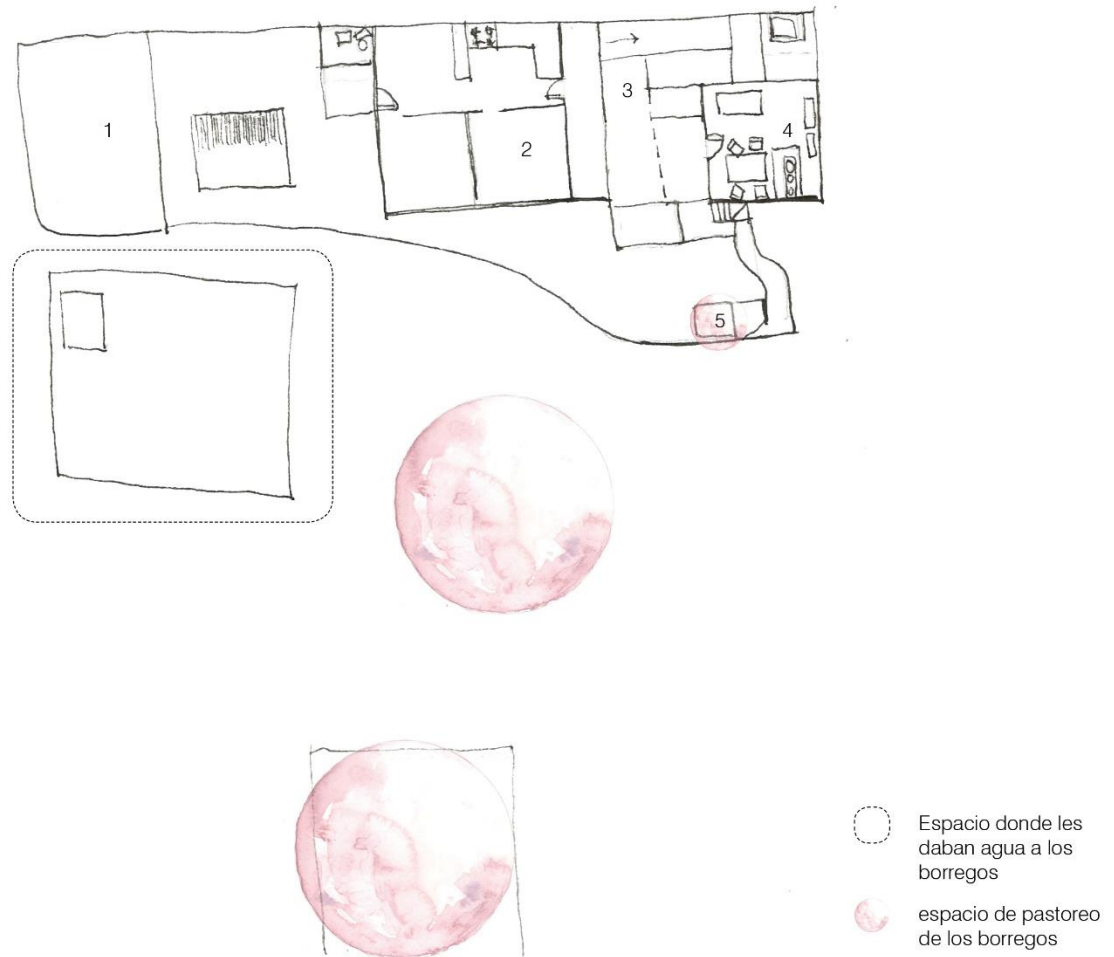 1
2
3
4
5
Espacio donde les
daban agua a los
borregos
espacio de pastoreo
de los borregos